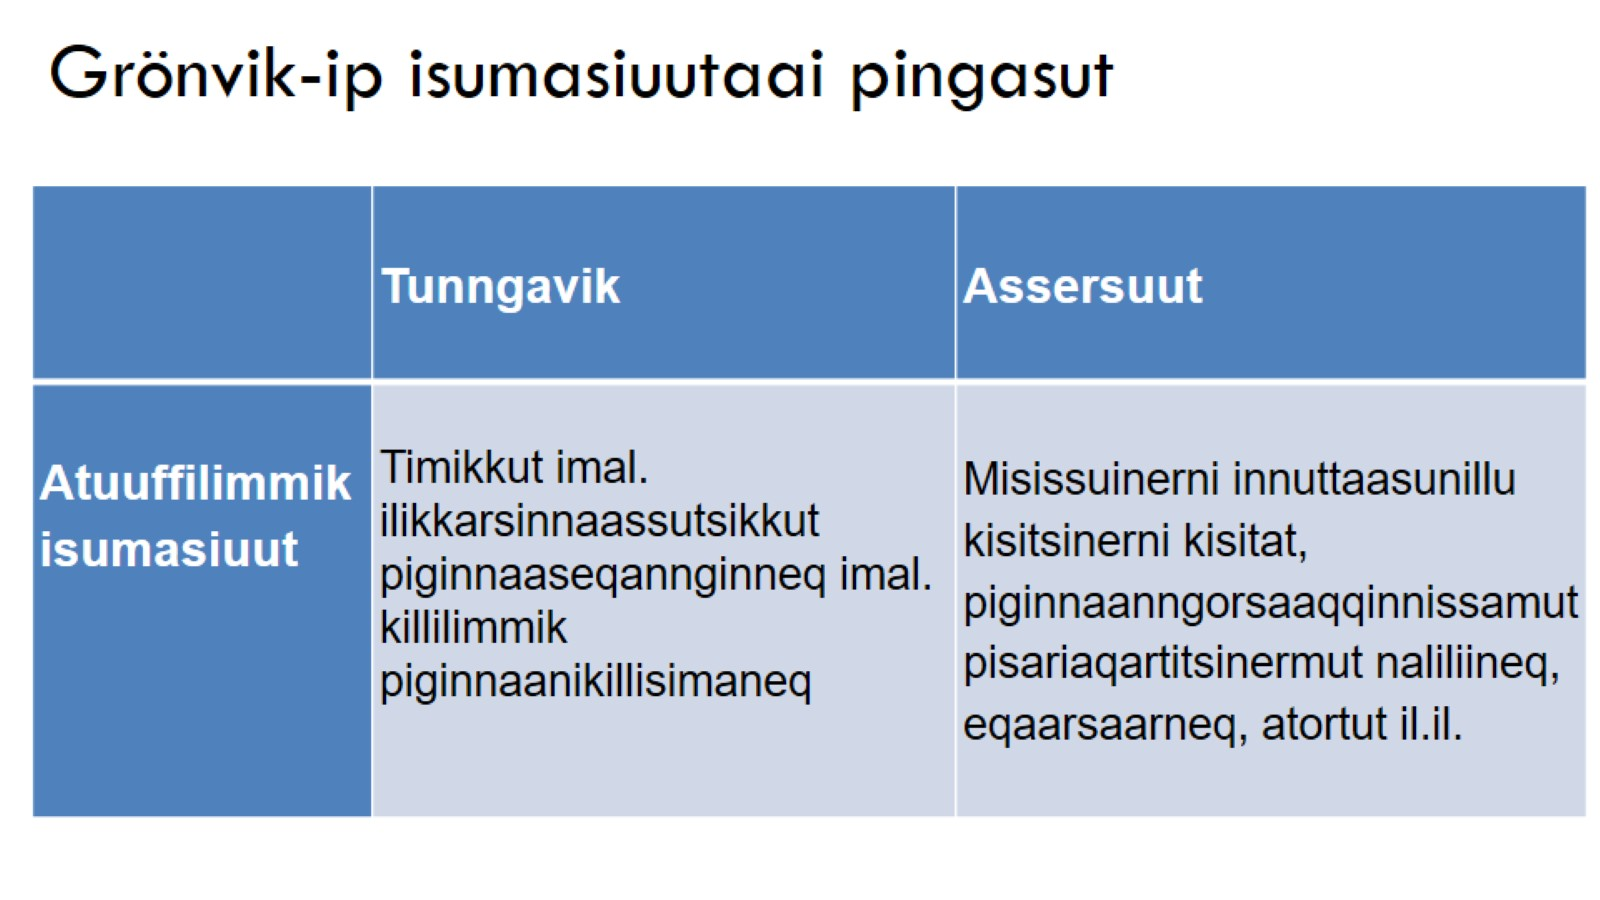 Grönvik-ip isumasiuutaai pingasut
Tunngavik
Assersuut
Atuuffilimmik
isumasiuut
Timikkut imal.
ilikkarsinnaassutsikkut
piginnaaseqannginneq imal.
killilimmik
piginnaanikillisimaneq
Misissuinerni innuttaasunillu
kisitsinerni kisitat,
piginnaanngorsaaqqinnissamut
pisariaqartitsinermut naliliineq,
eqaarsaarneq, atortut il.il.